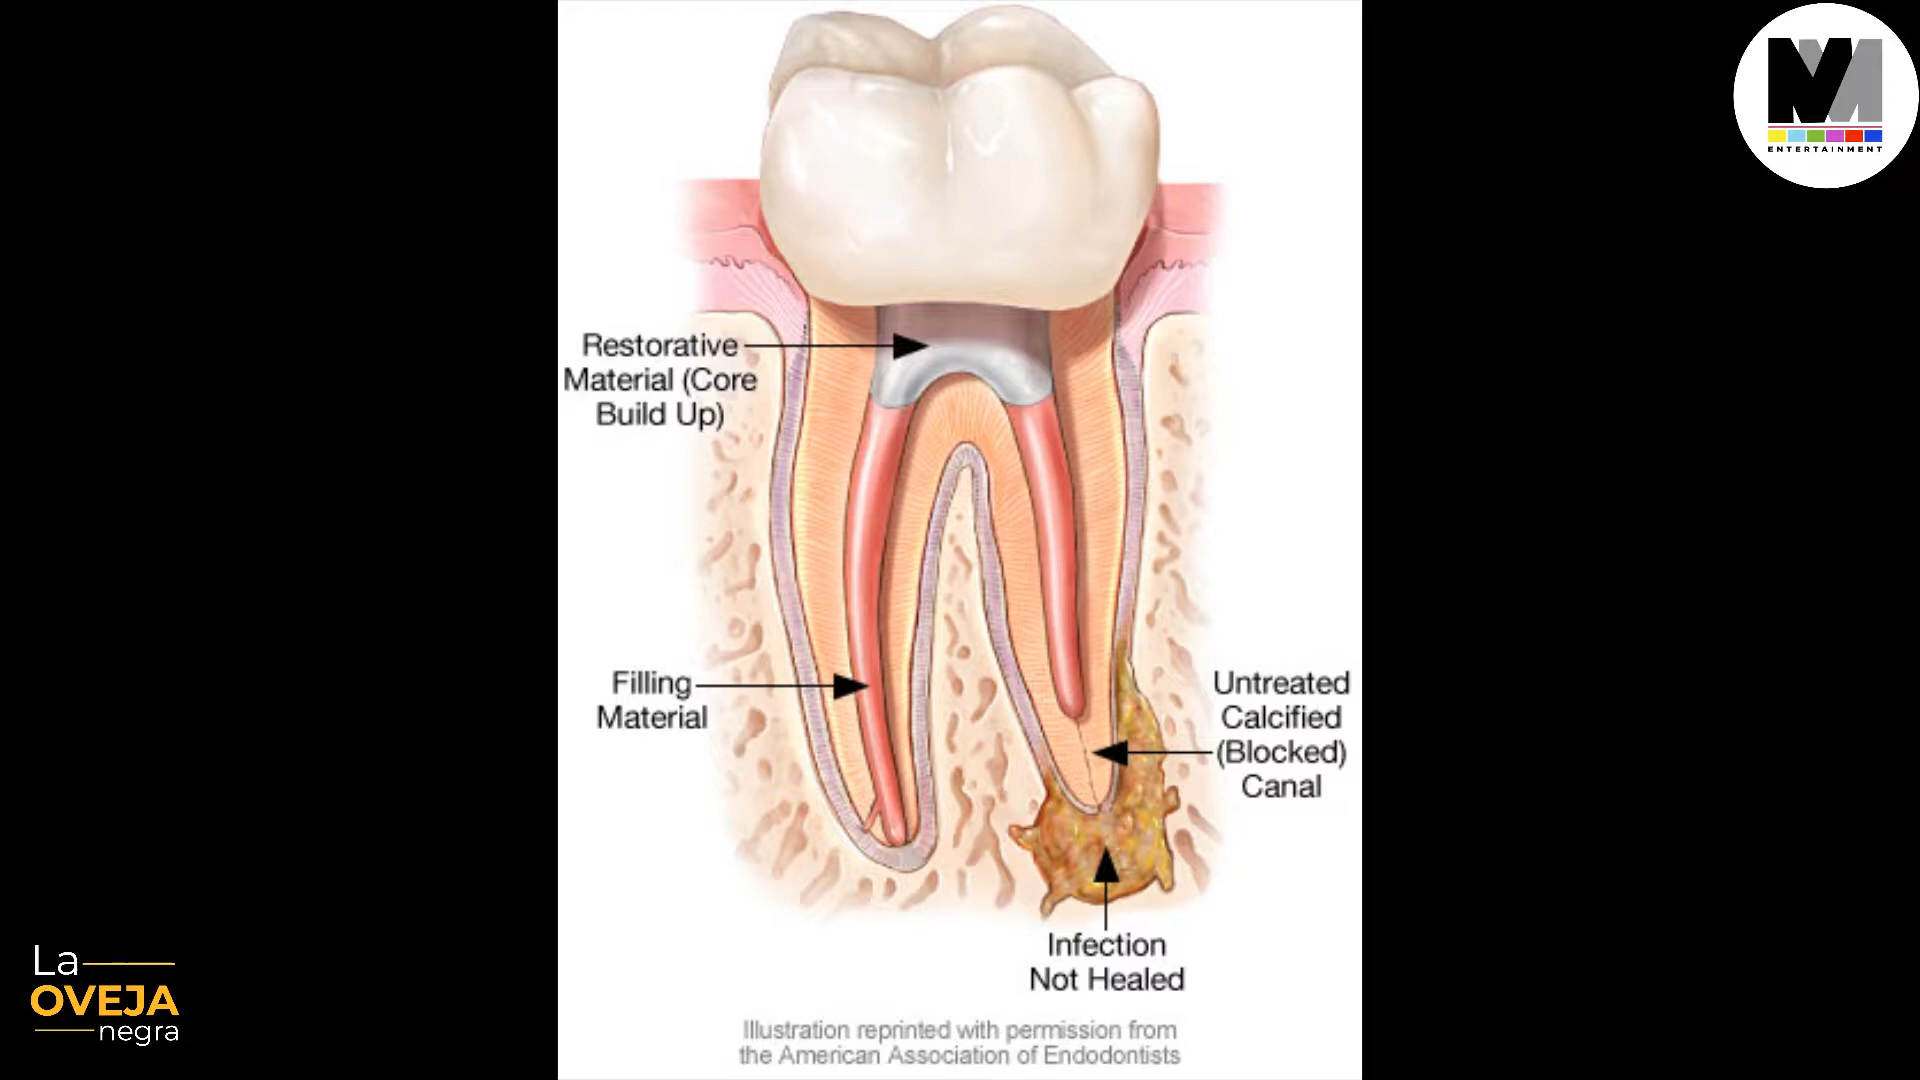 ENTERTAINMENT
Restorative
Material (Core
Build Up)
Filling
Material
Untreated
Calcified
(Blocked)
Canal
Infection
Not Healed
La
OVEJA
negra
Illustration reprinted with permission from
the American Association of Endodontists